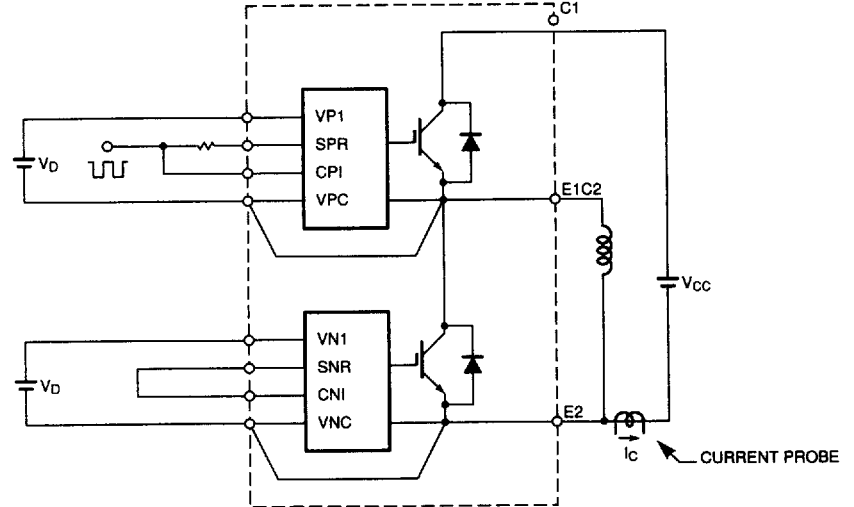 C1
VP1
SPR
CPI
VPC
VD
E1C2
VCC
VN1
SNR
CNI
VNC
VD
E2
IC
CURRENT PROBE